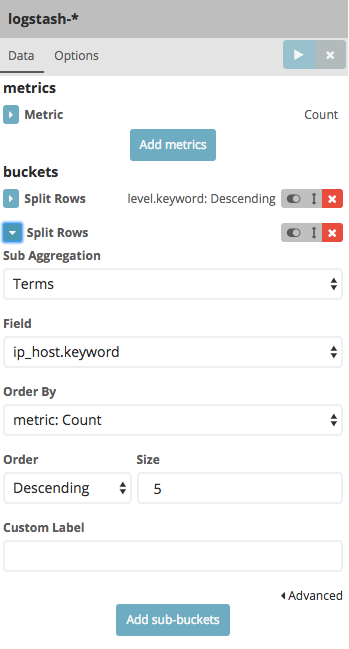 logstash-*
Data Options
metrics
Metric Count
Add metrics
buckets
Split Rows level.keyword: Descending
Split Rows
Sub Aggregation
Terms
Field
ip_host.keyword
Order By
metric: Count
Order Size
Descending 5
Custom Label
Advanced
Add sub-buckets